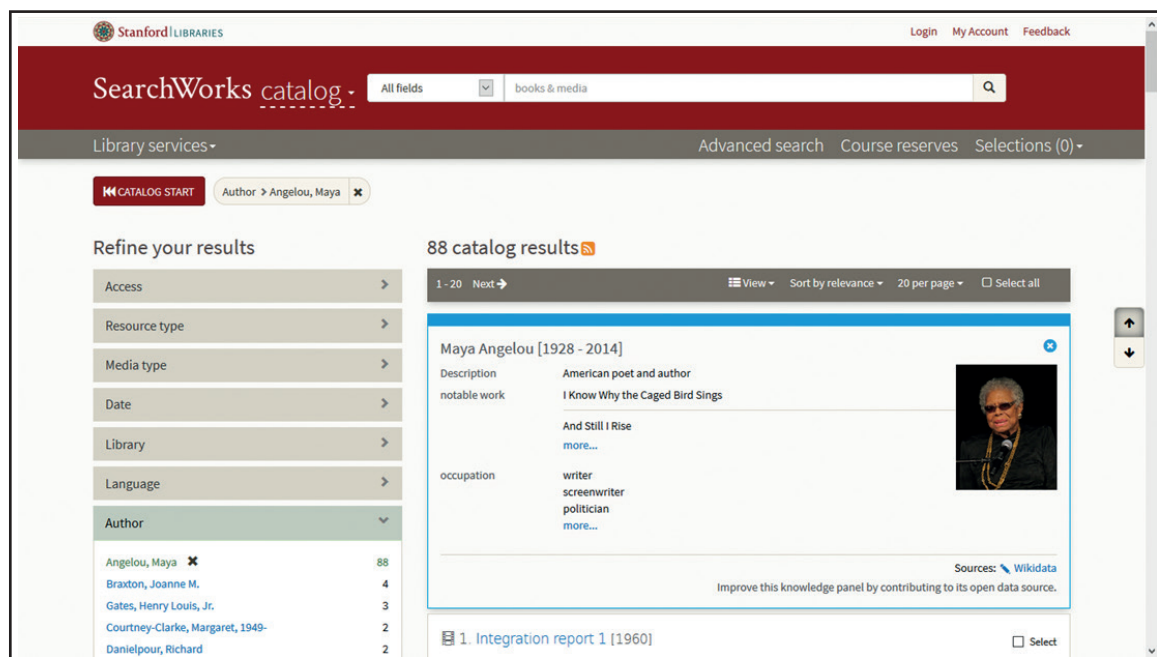 Stanford LIBRARIES
Login My Account Feedback
SearchWorks catalog
All fields
books & media
Library services
Advanced search Course reserves Selections (0)
CATALOG START
Author > Angelou, Maya
Refine your results
Access
Resource type
Media type
Date
Library
Language
Author
Angelou, Maya 88
Braxton, Joanne M. 4
Gates, Henry Louis, Jr. 3
Courtney-Clarke, Margaret, 1949- 2
Danielpour, Richard 2
88 catalog results
1 - 20 Next View Sort by relevance 20 per page Select all
Maya Angelou [1928 - 2014]
Description American poet and author
notable work I Know Why the Caged Bird Sings
And Still I Rise
more...
occupation writer
screenwriter
politician
more...
Sources: Wikidata
Improve this knowledge panel by contributing to its open data source.
1. Integration report 1 [1960] Select